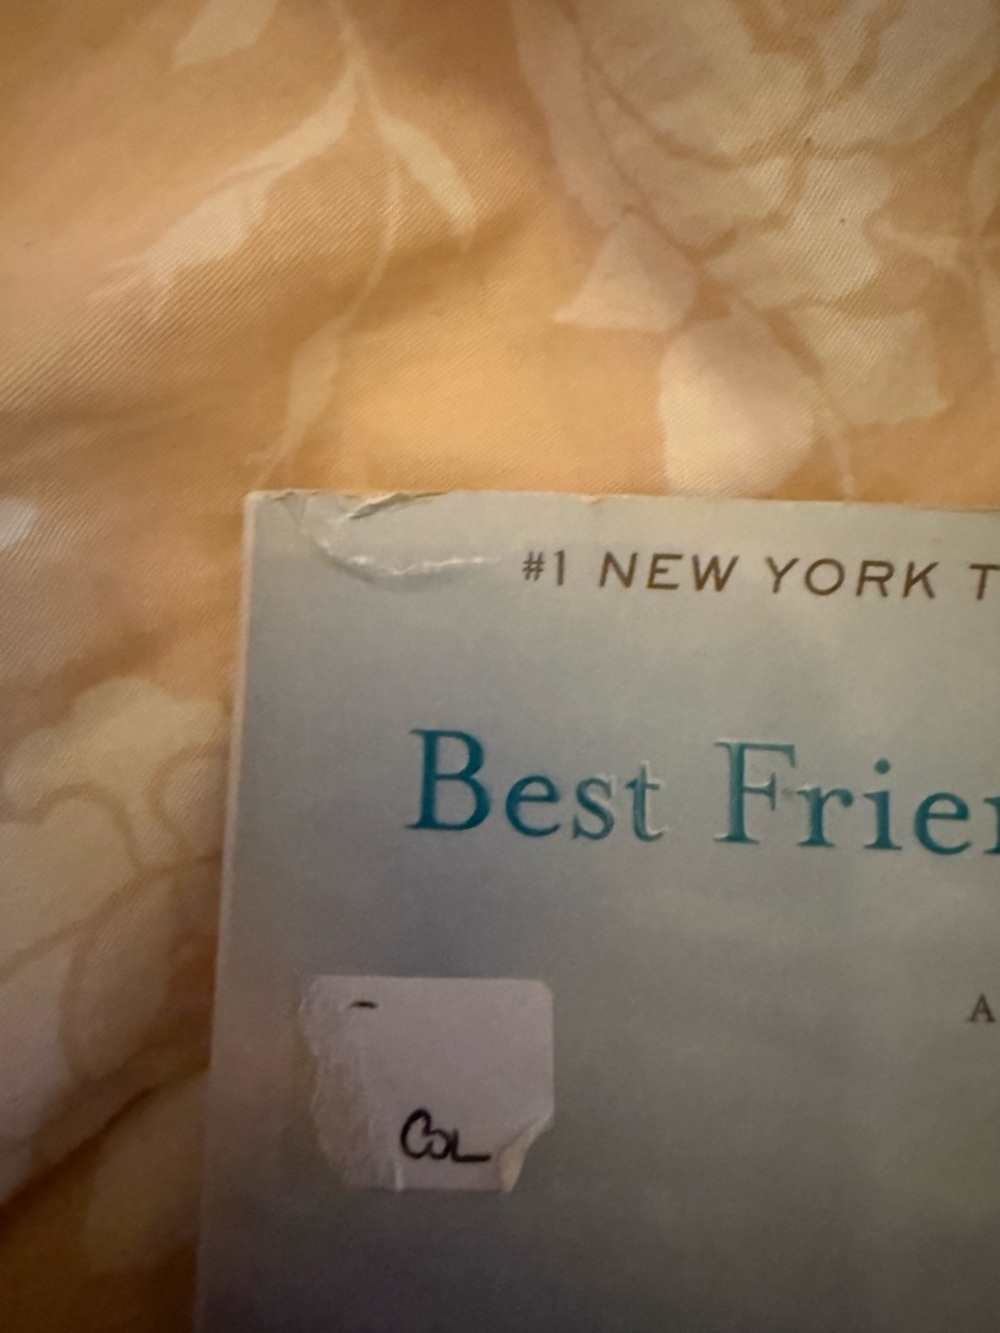 #1 NEW YORK T
Best Frien
A
COL